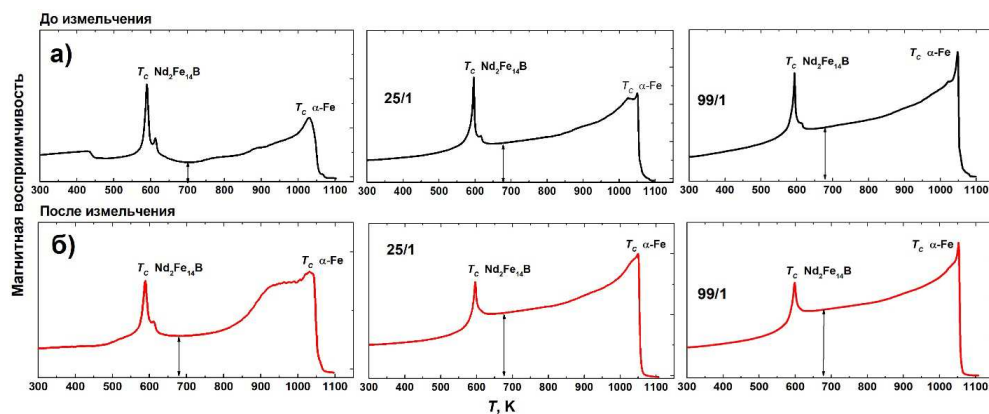 До измельчения
а)
T_C Nd₂Fe₁₄B
T_C α-Fe
300 400 500 600 700 800 900 1000 1100
25/1
T_C Nd₂Fe₁₄B
T_C α-Fe
300 400 500 600 700 800 900 1000 1100
99/1
T_C Nd₂Fe₁₄B
T_C α-Fe
300 400 500 600 700 800 900 1000 1100
Магнитная восприимчивость
После измельчения
б)
T_C Nd₂Fe₁₄B
T_C α-Fe
300 400 500 600 700 800 900 1000 1100
25/1
T_C Nd₂Fe₁₄B
T_C α-Fe
300 400 500 600 700 800 900 1000 1100
99/1
T_C Nd₂Fe₁₄B
T_C α-Fe
300 400 500 600 700 800 900 1000 1100
T, K